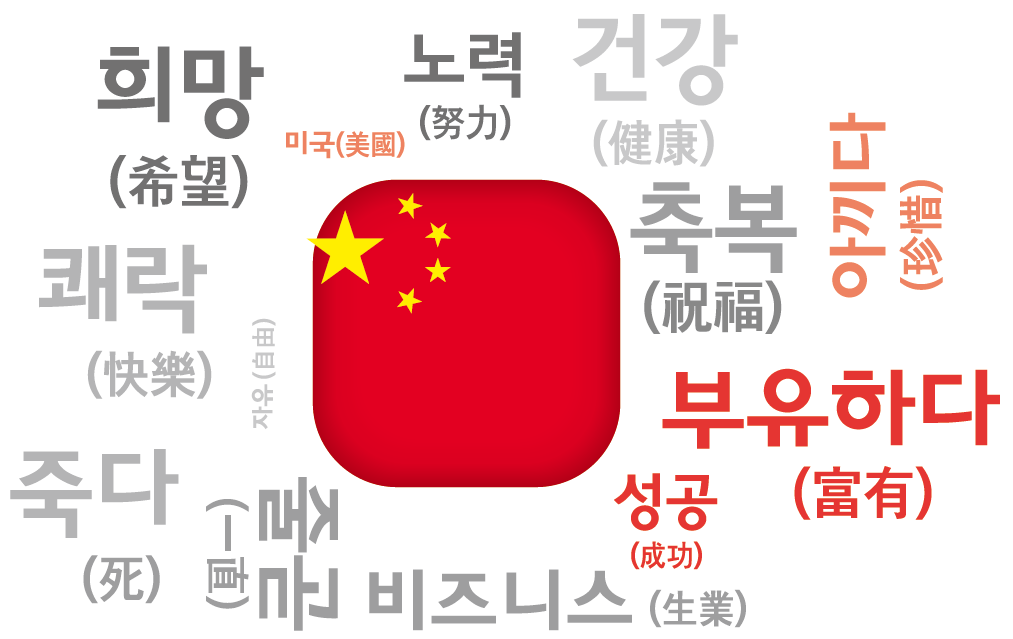 희망
(希望)
노력
(努力)
건강
(健康)
미국(美國)
아끼다
(珍惜)
축복
(祝福)
쾌락
(快樂)
자유(自由)
부유하다
(富有)
죽다
(死)
줄곧
(一直)
성공
(成功)
비즈니스
(生業)